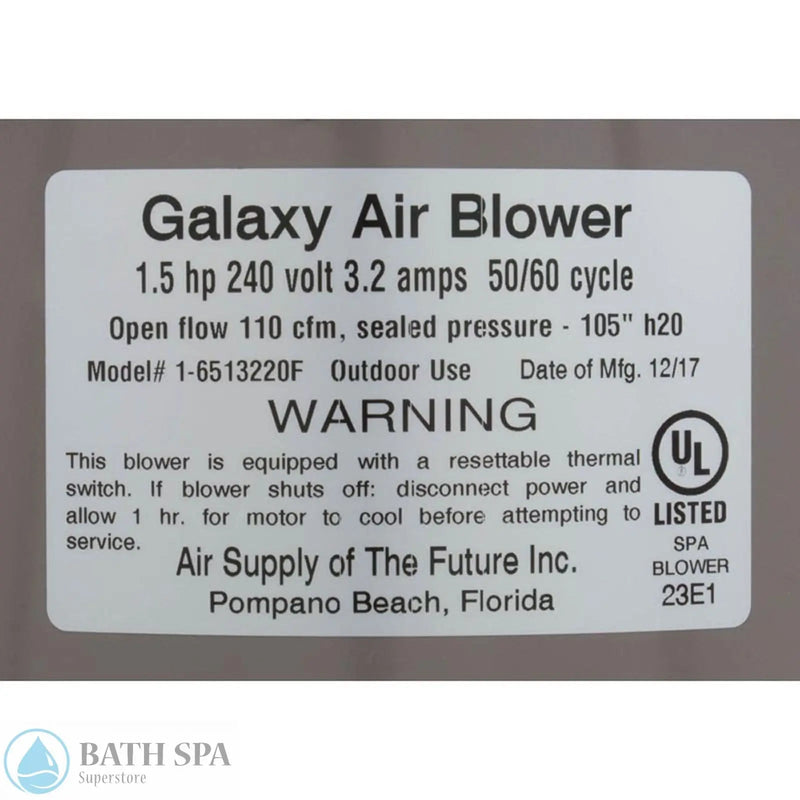 Galaxy Air Blower
1.5 hp 240 volt 3.2 amps 50/60 cycle
Open flow 110 cfm, sealed pressure - 105" h20
Model# 1-6513220F Outdoor Use Date of Mfg. 12/17
WARNING
This blower is equipped with a resettable thermal
switch. If blower shuts off: disconnect power and
allow 1 hr. for motor to cool before attempting to
service.
Air Supply of The Future Inc.
Pompano Beach, Florida
UL
LISTED
SPA
BLOWER
23E1
BATH SPA
Superstore